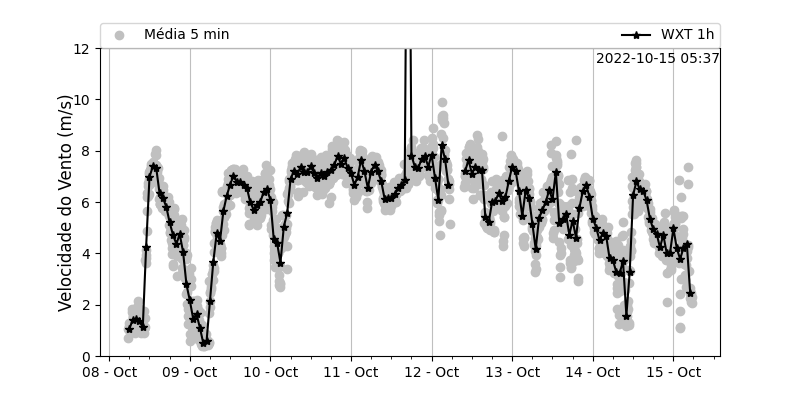 Média 5 min
WXT 1h
2022-10-15 05:37
Velocidade do Vento (m/s)
12
10
8
6
4
2
0
08 - Oct
09 - Oct
10 - Oct
11 - Oct
12 - Oct
13 - Oct
14 - Oct
15 - Oct